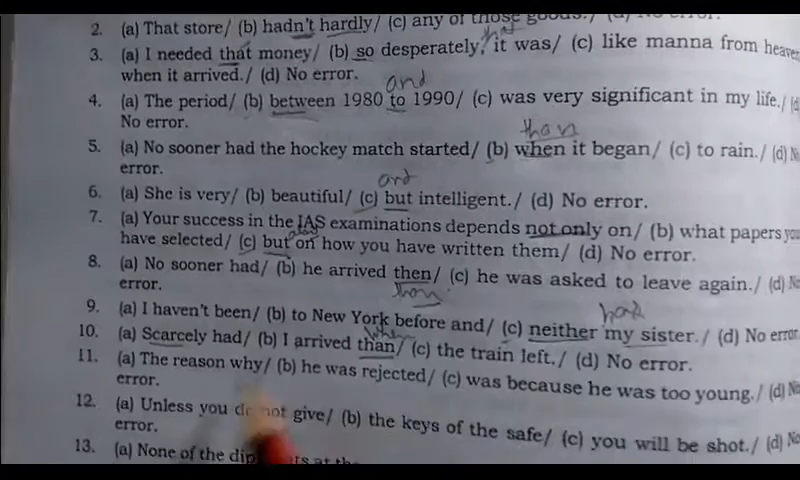 2. (a) That store/ (b) hadn't hardly/ (c) any of those goods./ (d) No error.
that
3. (a) I needed that money/ (b) so desperately, it was/ (c) like manna from heaven
when it arrived./ (d) No error.
and
4. (a) The period/ (b) between 1980 to 1990/ (c) was very significant in my life./ (d)
No error.
than
5. (a) No sooner had the hockey match started/ (b) when it began/ (c) to rain./ (d) No
error.
and
6. (a) She is very/ (b) beautiful/ (c) but intelligent./ (d) No error.
7. (a) Your success in the IAS examinations depends not only on/ (b) what papers you
also
have selected/ (c) but on how you have written them/ (d) No error.
8. (a) No sooner had/ (b) he arrived then/ (c) he was asked to leave again./ (d) No
error.
than
9. (a) I haven't been/ (b) to New York before and/ (c) neither my sister./ (d) No error
has
when
10. (a) Scarcely had/ (b) I arrived than/ (c) the train left./ (d) No error.
11. (a) The reason why/ (b) he was rejected/ (c) was because he was too young./ (d) No
error.
12. (a) Unless you do not give/ (b) the keys of the safe/ (c) you will be shot./ (d) No
error.
13. (a) None of the